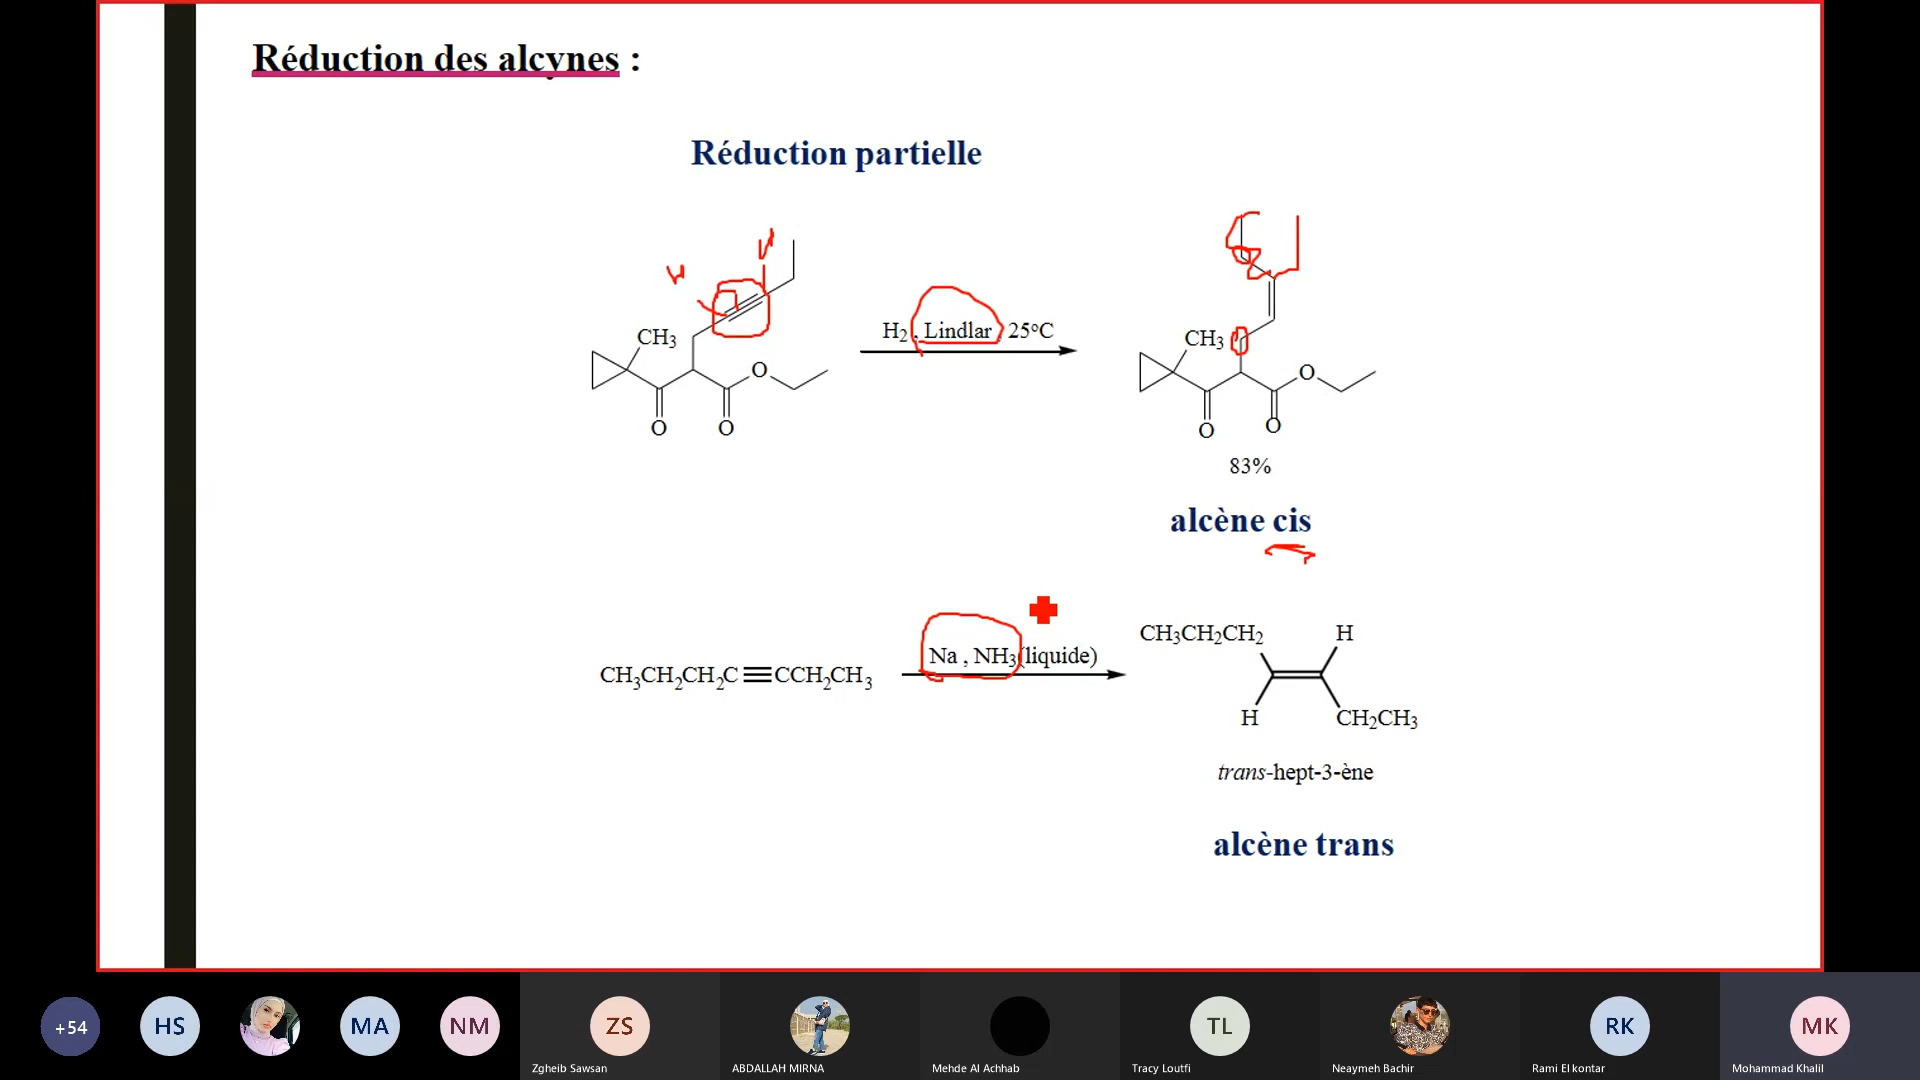 Réduction des alcynes :
Réduction partielle
CH3
O
O
O
H2 , Lindlar , 25°C
CH3
O
O
O
83%
alcène cis
CH3CH2CH2C≡CCH2CH3
Na , NH3 (liquide)
CH3CH2CH2
H
H
CH2CH3
trans-hept-3-ène
alcène trans
+54
HS
MA
NM
ZS
TL
RK
MK
Zgheib Sawsan
ABDALLAH MIRNA
Mehde Al Achhab
Tracy Loutfi
Neaymeh Bachir
Rami El kontar
Mohammad Khalil